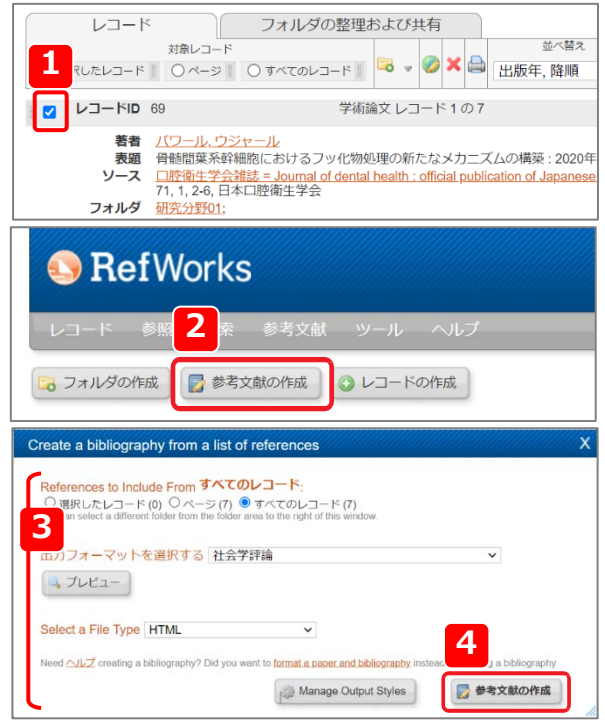 レコード フォルダの整理および共有
対象レコード 並べ替え
1 択したレコード ページ すべてのレコード 出版年, 降順
レコードID 69 学術論文 レコード 1 の 7
著者 パワール, ウジャール
表題 骨髄間葉系幹細胞におけるフッ化物処理の新たなメカニズムの構築 : 2020年
ソース 口腔衛生学会雑誌 = Journal of dental health : official publication of Japanese
71, 1, 2-6, 日本口腔衛生学会
フォルダ 研究分野01;
RefWorks
2
レコード 参照 索 参考文献 ツール ヘルプ
フォルダの作成 参考文献の作成 レコードの作成
Create a bibliography from a list of references X
References to Include From すべてのレコード:
選択したレコード (0) ページ (7) すべてのレコード (7)
an select a different folder from the folder area to the right of this window.
3
出力フォーマットを選択する 社会学評論
プレビュー
Select a File Type HTML
4
Need ヘルプ creating a bibliography? Did you want to format a paper and bibliography instead g a bibliography
Manage Output Styles 参考文献の作成